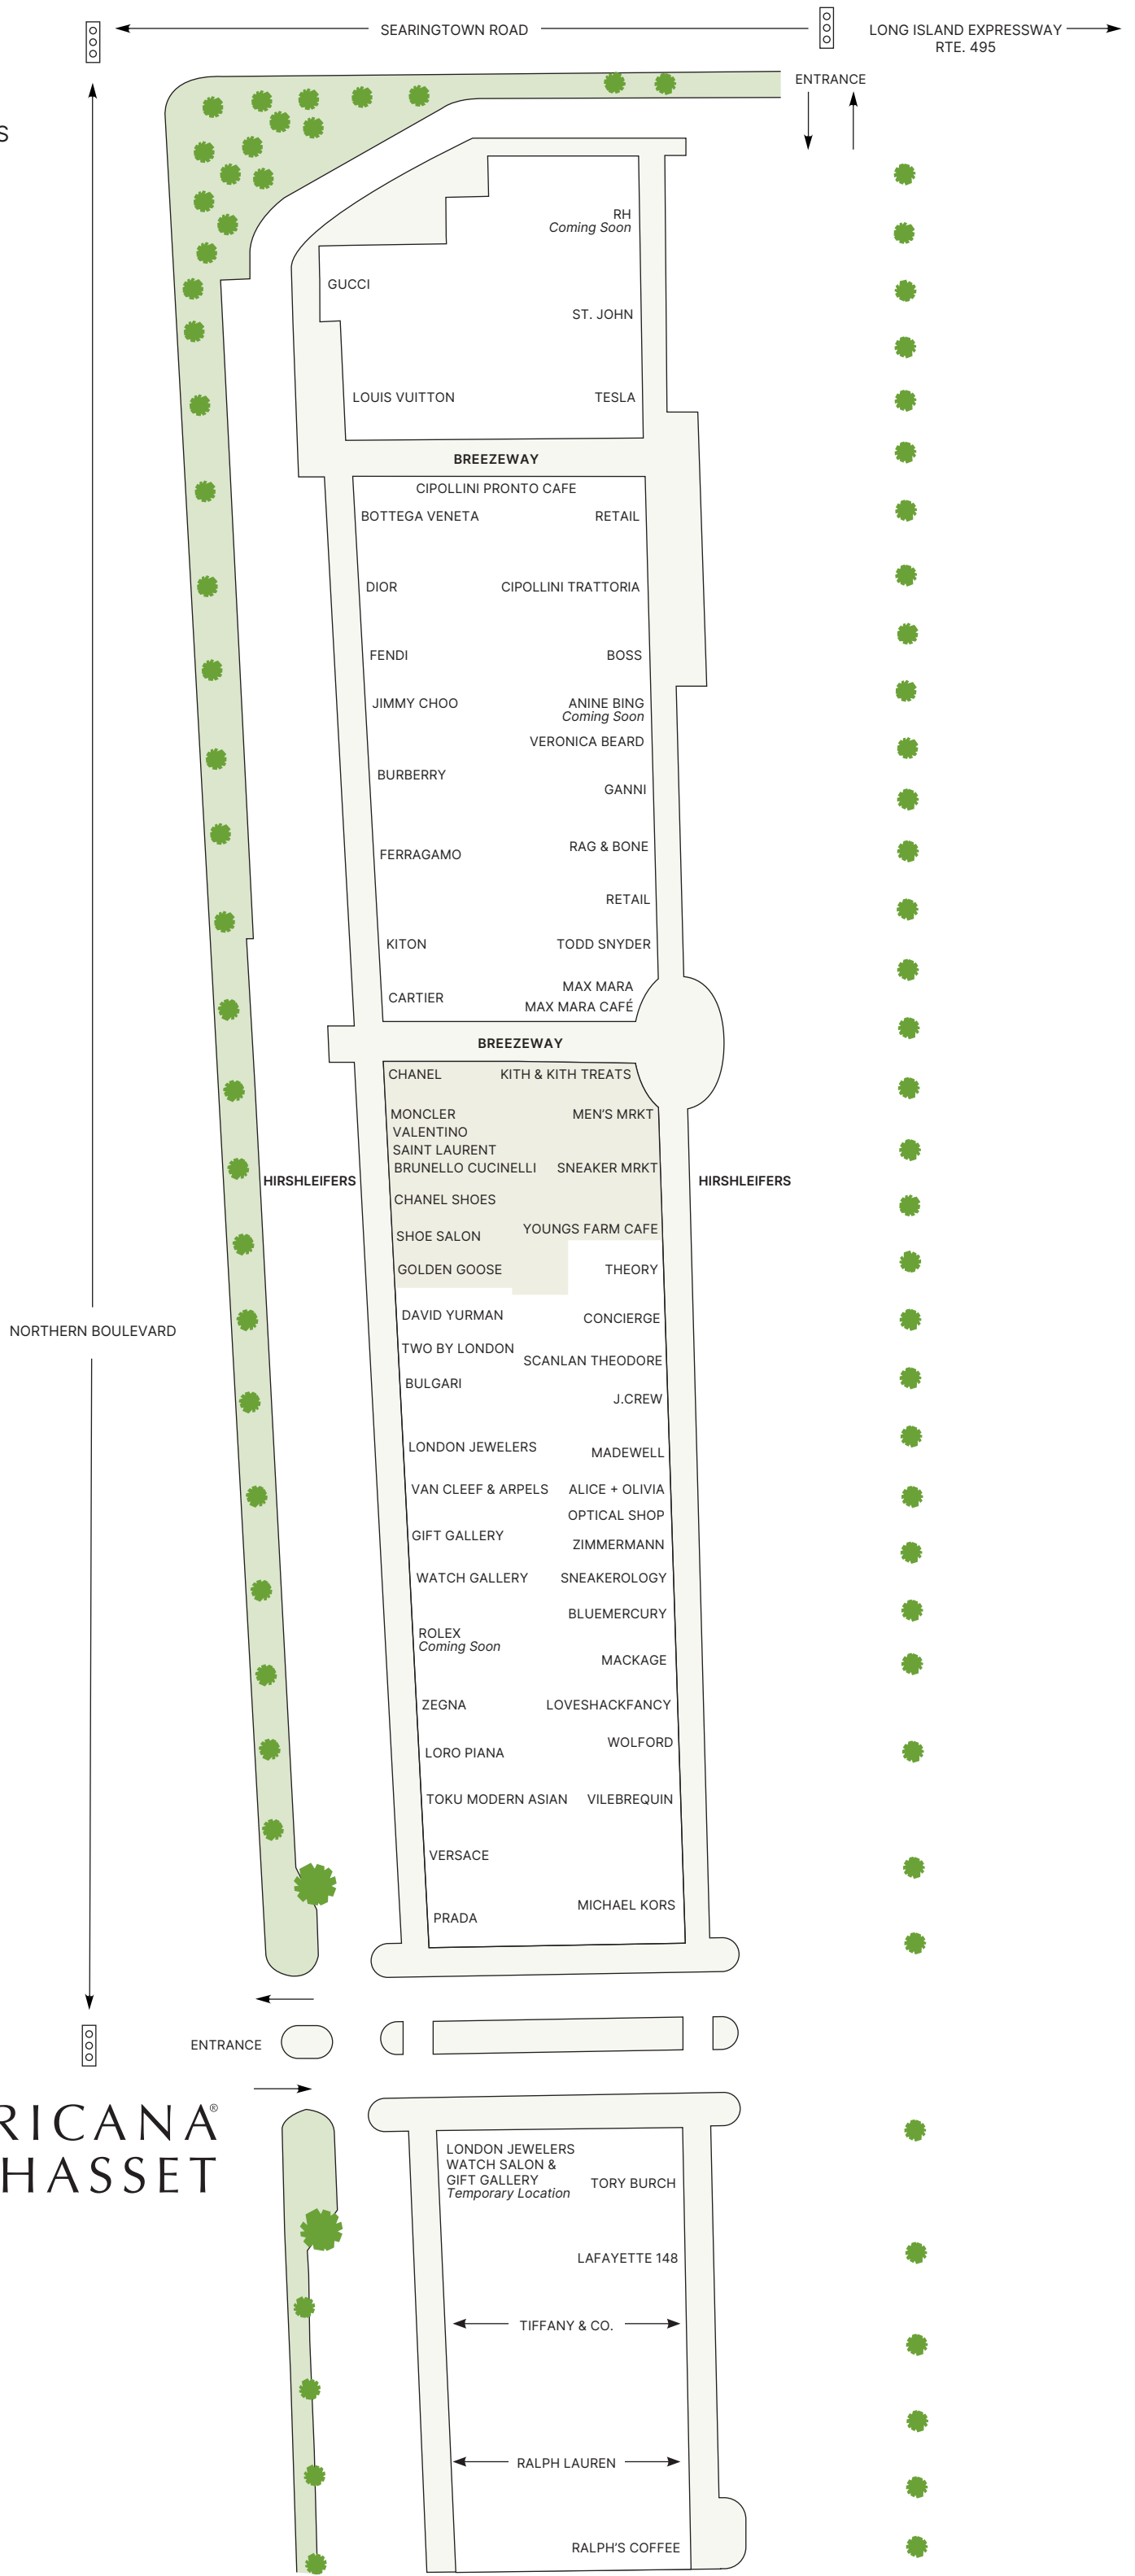 SEARINGTOWN ROAD
LONG ISLAND EXPRESSWAY
RTE. 495
ENTRANCE
S
RH
Coming Soon
GUCCI
ST. JOHN
LOUIS VUITTON
TESLA
BREEZEWAY
CIPOLLINI PRONTO CAFE
BOTTEGA VENETA
RETAIL
DIOR
CIPOLLINI TRATTORIA
FENDI
BOSS
JIMMY CHOO
ANINE BING
Coming Soon
VERONICA BEARD
BURBERRY
GANNI
FERRAGAMO
RAG & BONE
RETAIL
KITON
TODD SNYDER
CARTIER
MAX MARA
MAX MARA CAFÉ
BREEZEWAY
CHANEL
KITH & KITH TREATS
MONCLER
MEN'S MRKT
VALENTINO
SAINT LAURENT
BRUNELLO CUCINELLI
SNEAKER MRKT
HIRSHLEIFERS
HIRSHLEIFERS
CHANEL SHOES
SHOE SALON
YOUNGS FARM CAFE
GOLDEN GOOSE
THEORY
DAVID YURMAN
CONCIERGE
NORTHERN BOULEVARD
TWO BY LONDON
SCANLAN THEODORE
BULGARI
J.CREW
LONDON JEWELERS
MADEWELL
VAN CLEEF & ARPELS
ALICE + OLIVIA
OPTICAL SHOP
GIFT GALLERY
ZIMMERMANN
WATCH GALLERY
SNEAKEROLOGY
BLUEMERCURY
ROLEX
Coming Soon
MACKAGE
ZEGNA
LOVESHACKFANCY
WOLFORD
LORO PIANA
TOKU MODERN ASIAN
VILEBREQUIN
VERSACE
MICHAEL KORS
PRADA
ENTRANCE
RICANA®
HASSET
LONDON JEWELERS
WATCH SALON &
GIFT GALLERY
Temporary Location
TORY BURCH
LAFAYETTE 148
TIFFANY & CO.
RALPH LAUREN
RALPH'S COFFEE